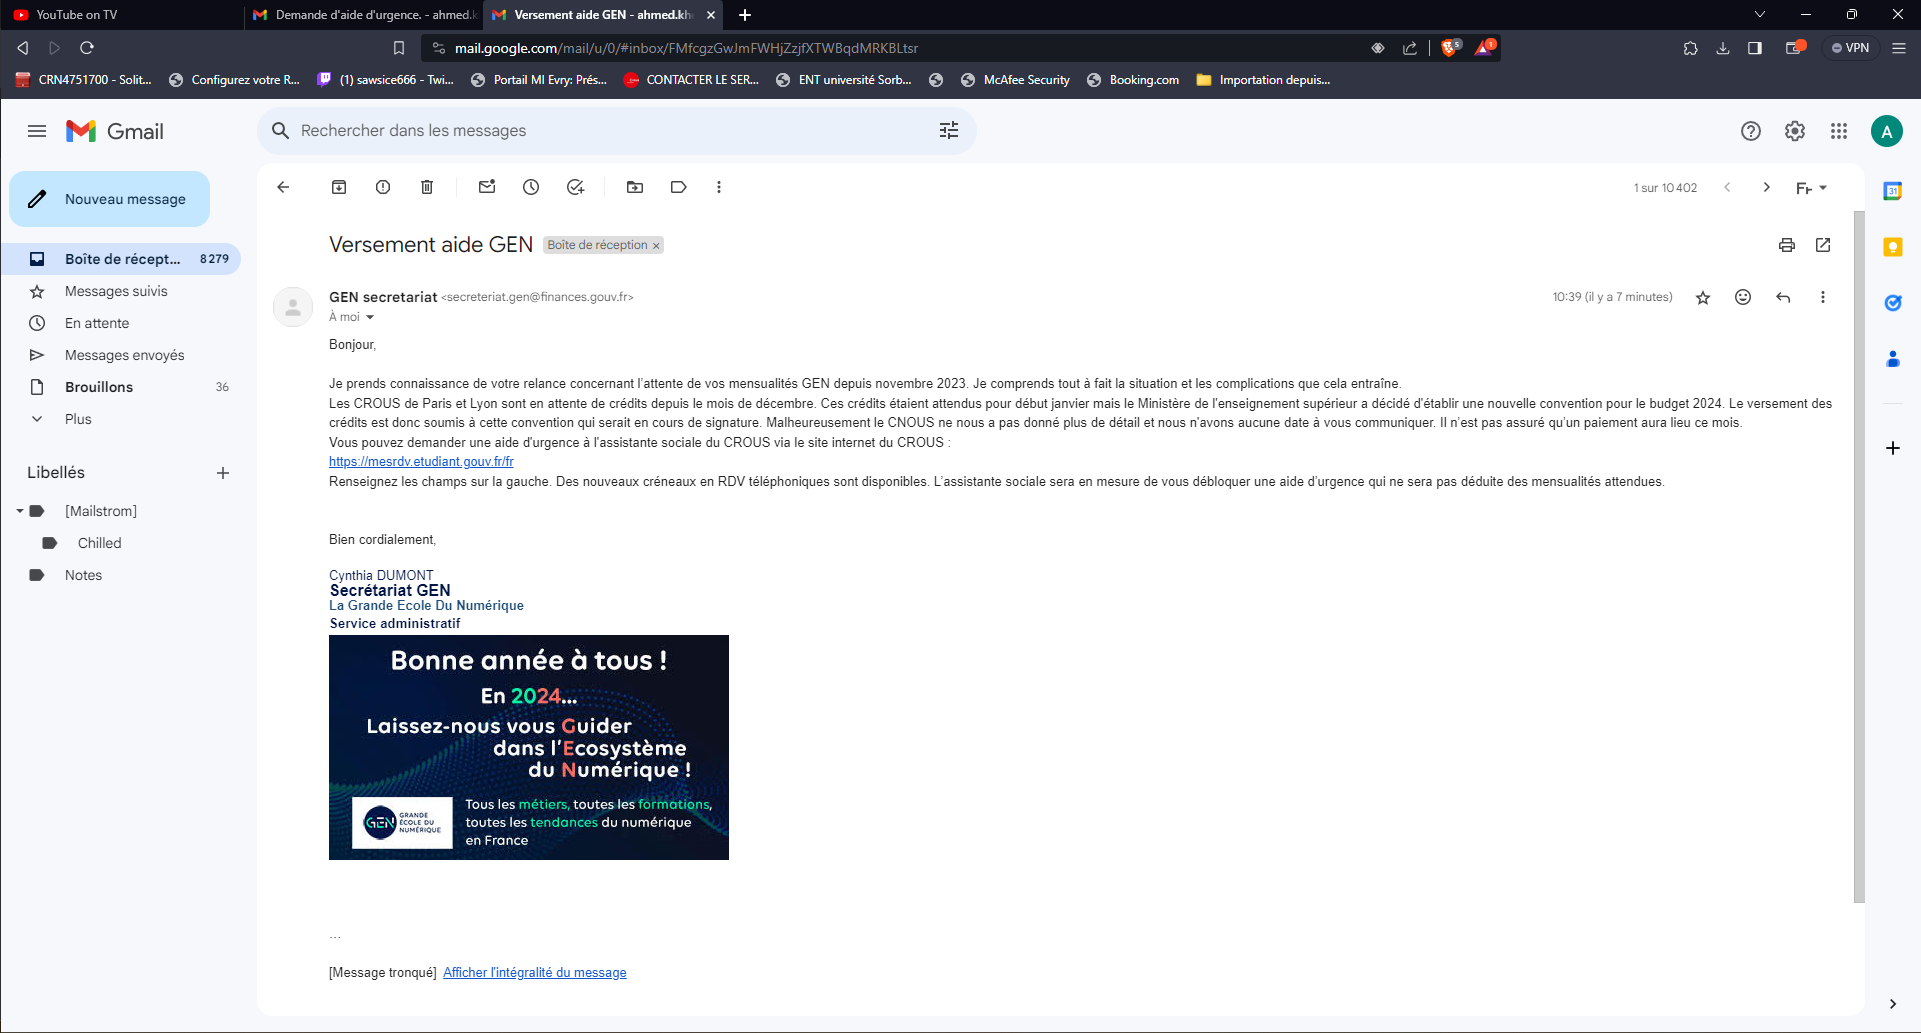 YouTube on TV
Demande d'aide d'urgence. - ahmed.k
Versement aide GEN - ahmed.kh
mail.google.com/mail/u/0/#inbox/FMfcgzGwJmFWHjZzjfXTWBqdMRKBLtsr
5
1
VPN
CRN4751700 - Solit...
Configurez votre R...
(1) sawsice666 - Twi...
Portail MI Evry: Prés...
CONTACTER LE SER...
ENT université Sorb...
McAfee Security
Booking.com
Importation depuis...
Gmail
Rechercher dans les messages
A
Nouveau message
1 sur 10 402
Fr
31
Boîte de récept... 8 279
Messages suivis
En attente
Messages envoyés
Brouillons 36
Plus
Libellés
[Mailstrom]
Chilled
Notes
Versement aide GEN
Boîte de réception ×
GEN secretariat <secreteriat.gen@finances.gouv.fr>
10:39 (il y a 7 minutes)
À moi
Bonjour,
Je prends connaissance de votre relance concernant l'attente de vos mensualités GEN depuis novembre 2023. Je comprends tout à fait la situation et les complications que cela entraîne.
Les CROUS de Paris et Lyon sont en attente de crédits depuis le mois de décembre. Ces crédits étaient attendus pour début janvier mais le Ministère de l'enseignement supérieur a décidé d'établir une nouvelle convention pour le budget 2024. Le versement des
crédits est donc soumis à cette convention qui serait en cours de signature. Malheureusement le CNOUS ne nous a pas donné plus de détail et nous n'avons aucune date à vous communiquer. Il n'est pas assuré qu'un paiement aura lieu ce mois.
Vous pouvez demander une aide d'urgence à l'assistante sociale du CROUS via le site internet du CROUS :
https://mesrdv.etudiant.gouv.fr/fr
Renseignez les champs sur la gauche. Des nouveaux créneaux en RDV téléphoniques sont disponibles. L'assistante sociale sera en mesure de vous débloquer une aide d'urgence qui ne sera pas déduite des mensualités attendues.
Bien cordialement,
Cynthia DUMONT
Secrétariat GEN
La Grande Ecole Du Numérique
Service administratif
Bonne année à tous !
En 2024...
Laissez-nous vous Guider
dans l'Ecosystème
du Numérique !
GEN
GRANDE
ÉCOLE DU
NUMÉRIQUE
Tous les métiers, toutes les formations,
toutes les tendances du numérique
en France
...
[Message tronqué] Afficher l'intégralité du message